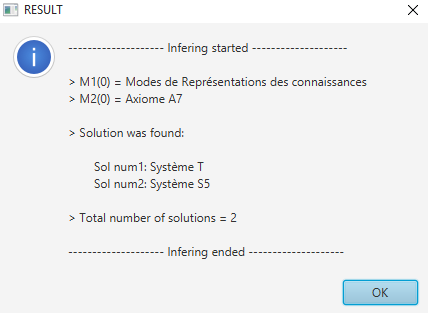 RESULT
-------------------- Infering started --------------------
> M1(0) = Modes de Représentations des connaissances
> M2(0) = Axiome A7
> Solution was found:
Sol num1: Système T
Sol num2: Système S5
> Total number of solutions = 2
-------------------- Infering ended --------------------
OK